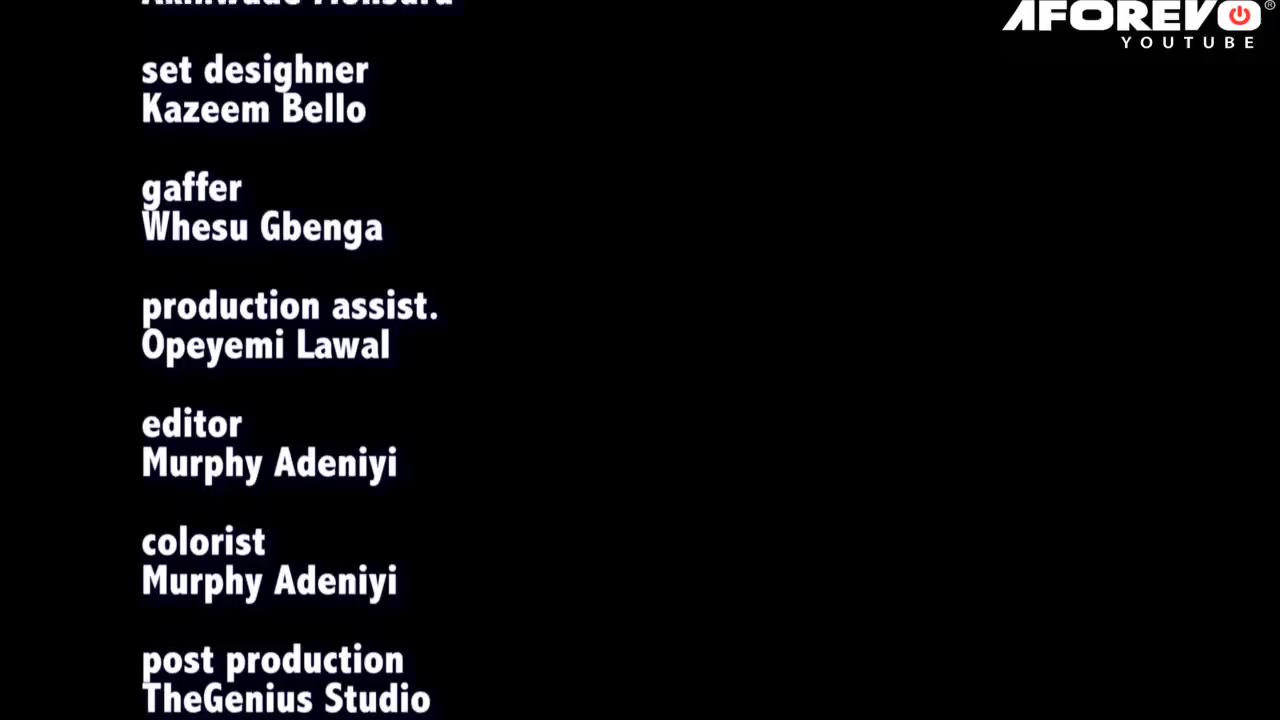 AFOREVO
YOUTUBE
set desighner
Kazeem Bello
gaffer
Whesu Gbenga
production assist.
Opeyemi Lawal
editor
Murphy Adeniyi
colorist
Murphy Adeniyi
post production
TheGenius Studio